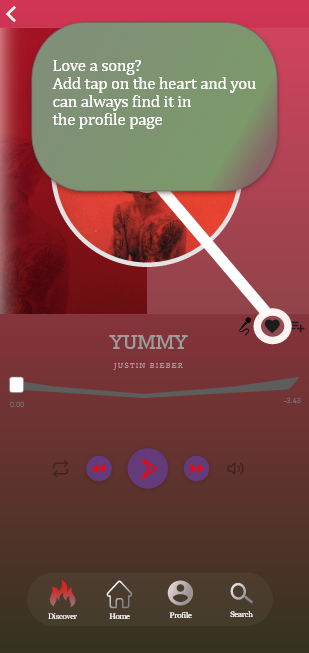 Love a song?
Add tap on the heart and you
can always find it in
the profile page
YUMMY
JUSTIN BIEBER
0.00
-3.43
Discover
Home
Profile
Search